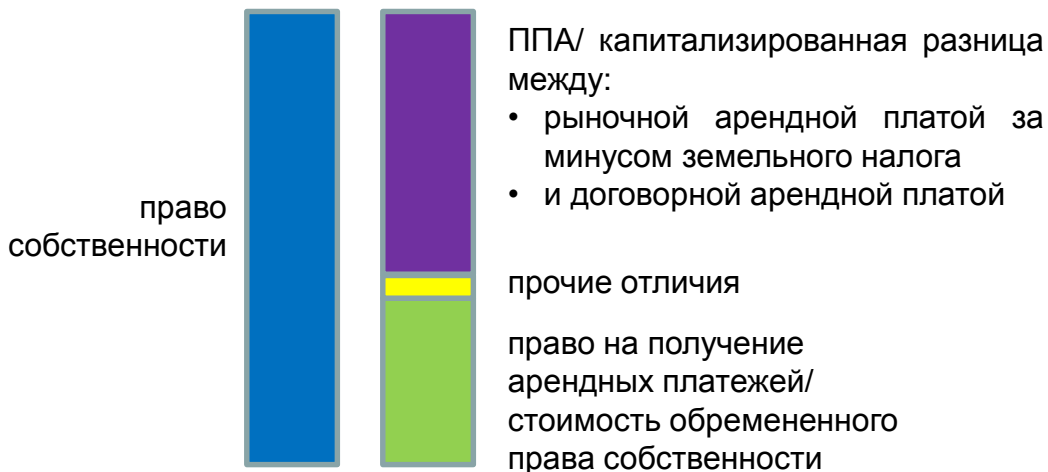 ППА/ капитализированная разница
между:
• рыночной арендной платой за
минусом земельного налога
• и договорной арендной платой
право
собственности
прочие отличия
право на получение
арендных платежей/
стоимость обремененного
права собственности